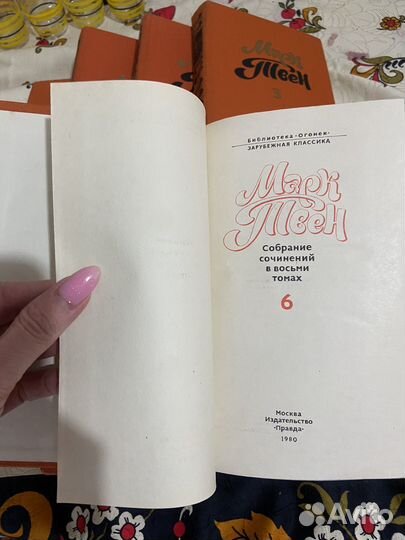 Марк
Твен
3
Библиотека «Огонек»
ЗАРУБЕЖНАЯ КЛАССИКА
Марк
Твен
Собрание
сочинений
в восьми
томах
6
Москва
Издательство
«Правда»
1980
Avito